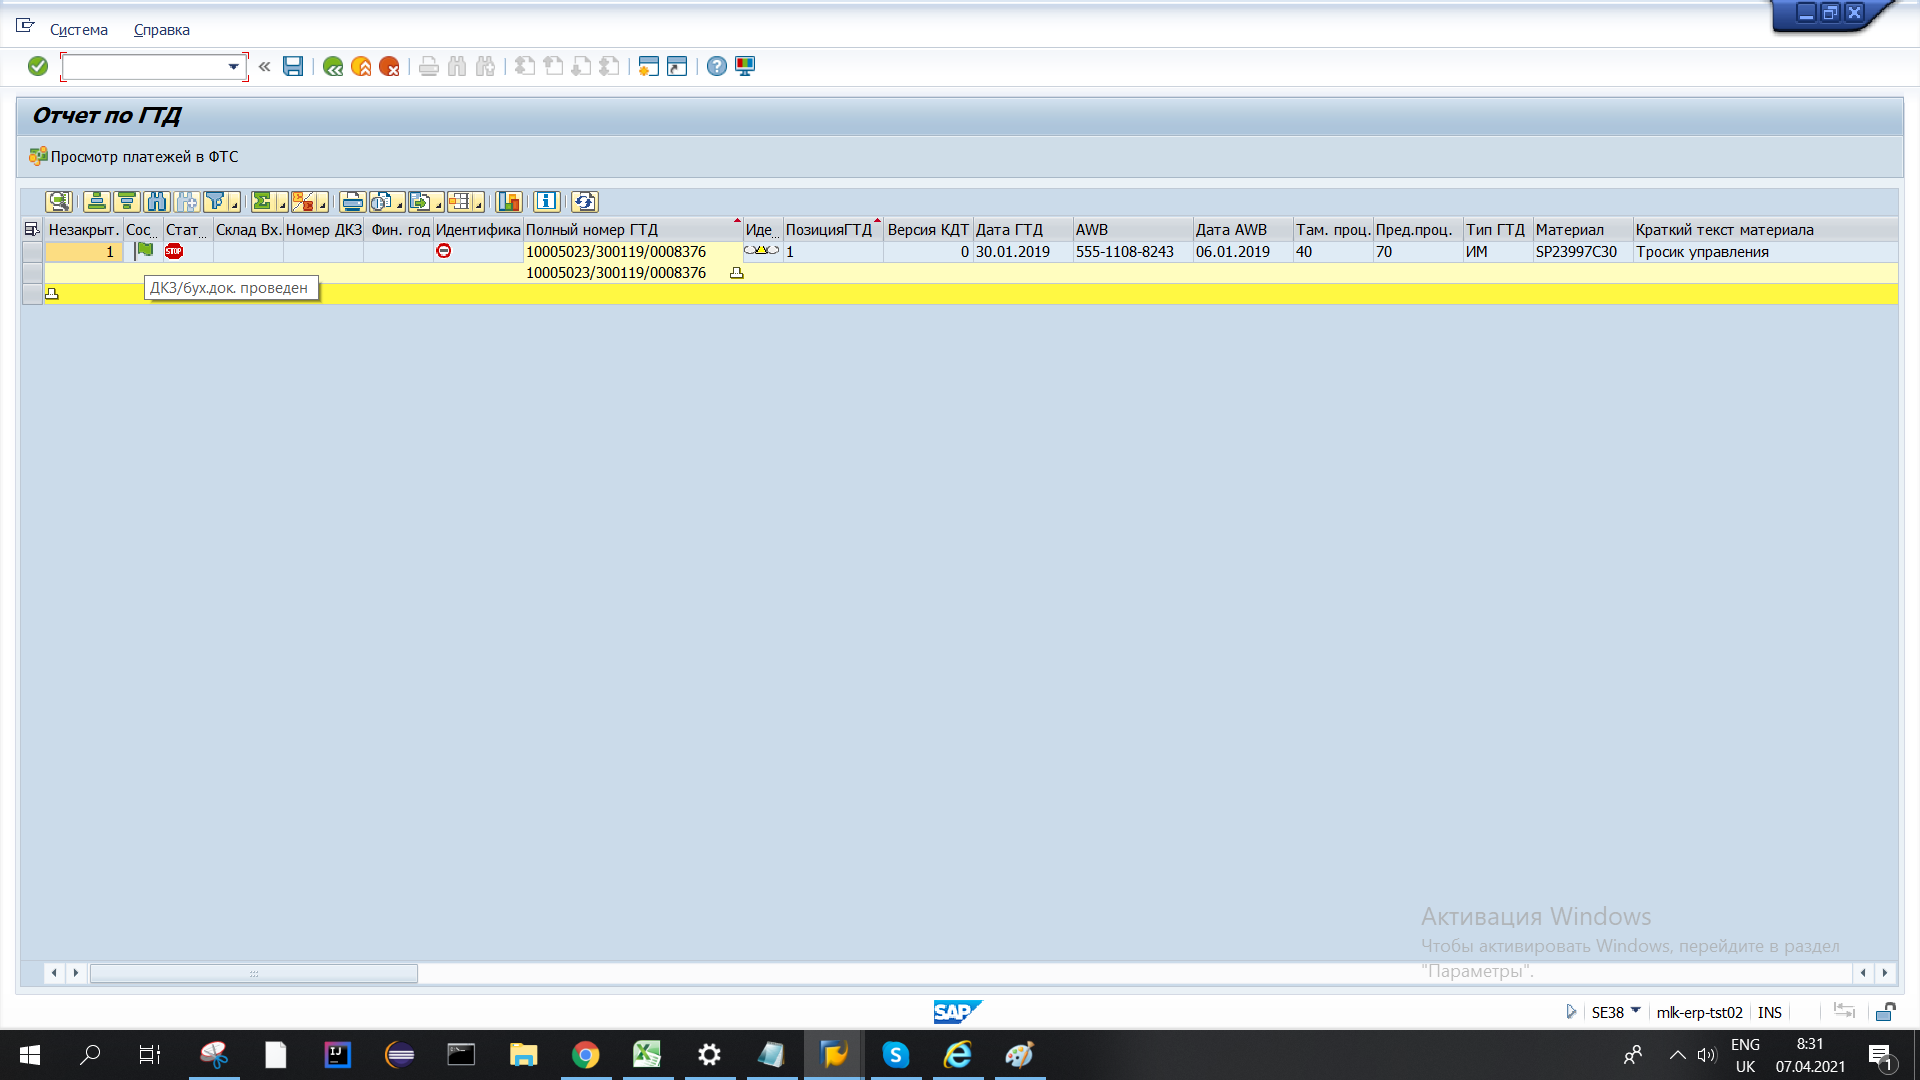 Система Справка
Отчет по ГТД
Просмотр платежей в ФТС
Незакрыт. Сос... Стат... Склад Вх. Номер ДКЗ Фин. год Идентифика Полный номер ГТД Иде... ПозицияГТД Версия КДТ Дата ГТД AWB Дата AWB Там. проц. Пред.проц. Тип ГТД Материал Краткий текст материала
1 STOP 10005023/300119/0008376 1 0 30.01.2019 555-1108-8243 06.01.2019 40 70 ИМ SP23997C30 Тросик управления
10005023/300119/0008376
ДКЗ/бух.док. проведен
Активация Windows
Чтобы активировать Windows, перейдите в раздел
"Параметры".
SAP SE38 mlk-erp-tst02 INS
ENG 8:31
UK 07.04.2021 1